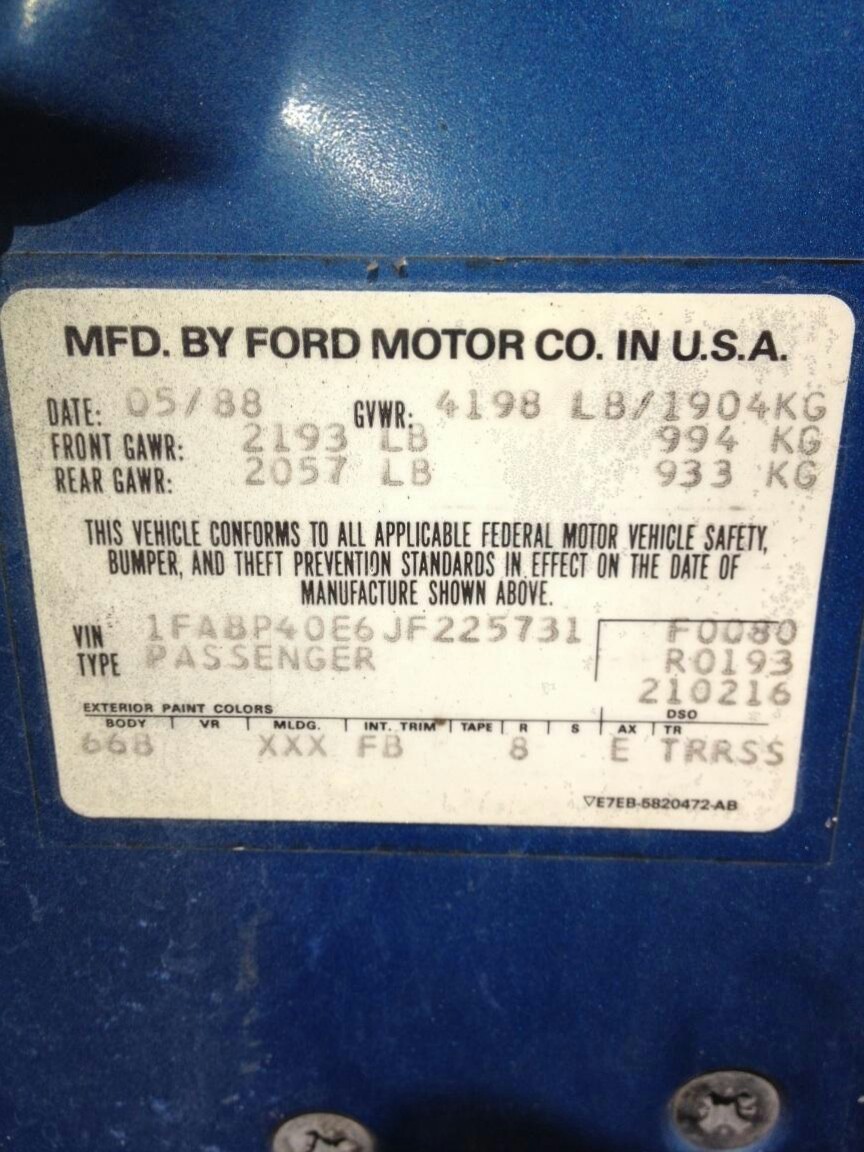 MFD. BY FORD MOTOR CO. IN U.S.A.
DATE: 05/88 GVWR: 4198 LB/1904KG
FRONT GAWR: 2193 LB 994 KG
REAR GAWR: 2057 LB 933 KG
THIS VEHICLE CONFORMS TO ALL APPLICABLE FEDERAL MOTOR VEHICLE SAFETY,
BUMPER, AND THEFT PREVENTION STANDARDS IN EFFECT ON THE DATE OF
MANUFACTURE SHOWN ABOVE.
VIN 1FABP40E6JF225731 F0080
TYPE PASSENGER R0193
210216
EXTERIOR PAINT COLORS DSO
BODY VR MLDG. INT. TRIM TAPE R S AX TR
66B XXX FB 8 E TRRSS
▽E7EB-5820472-AB